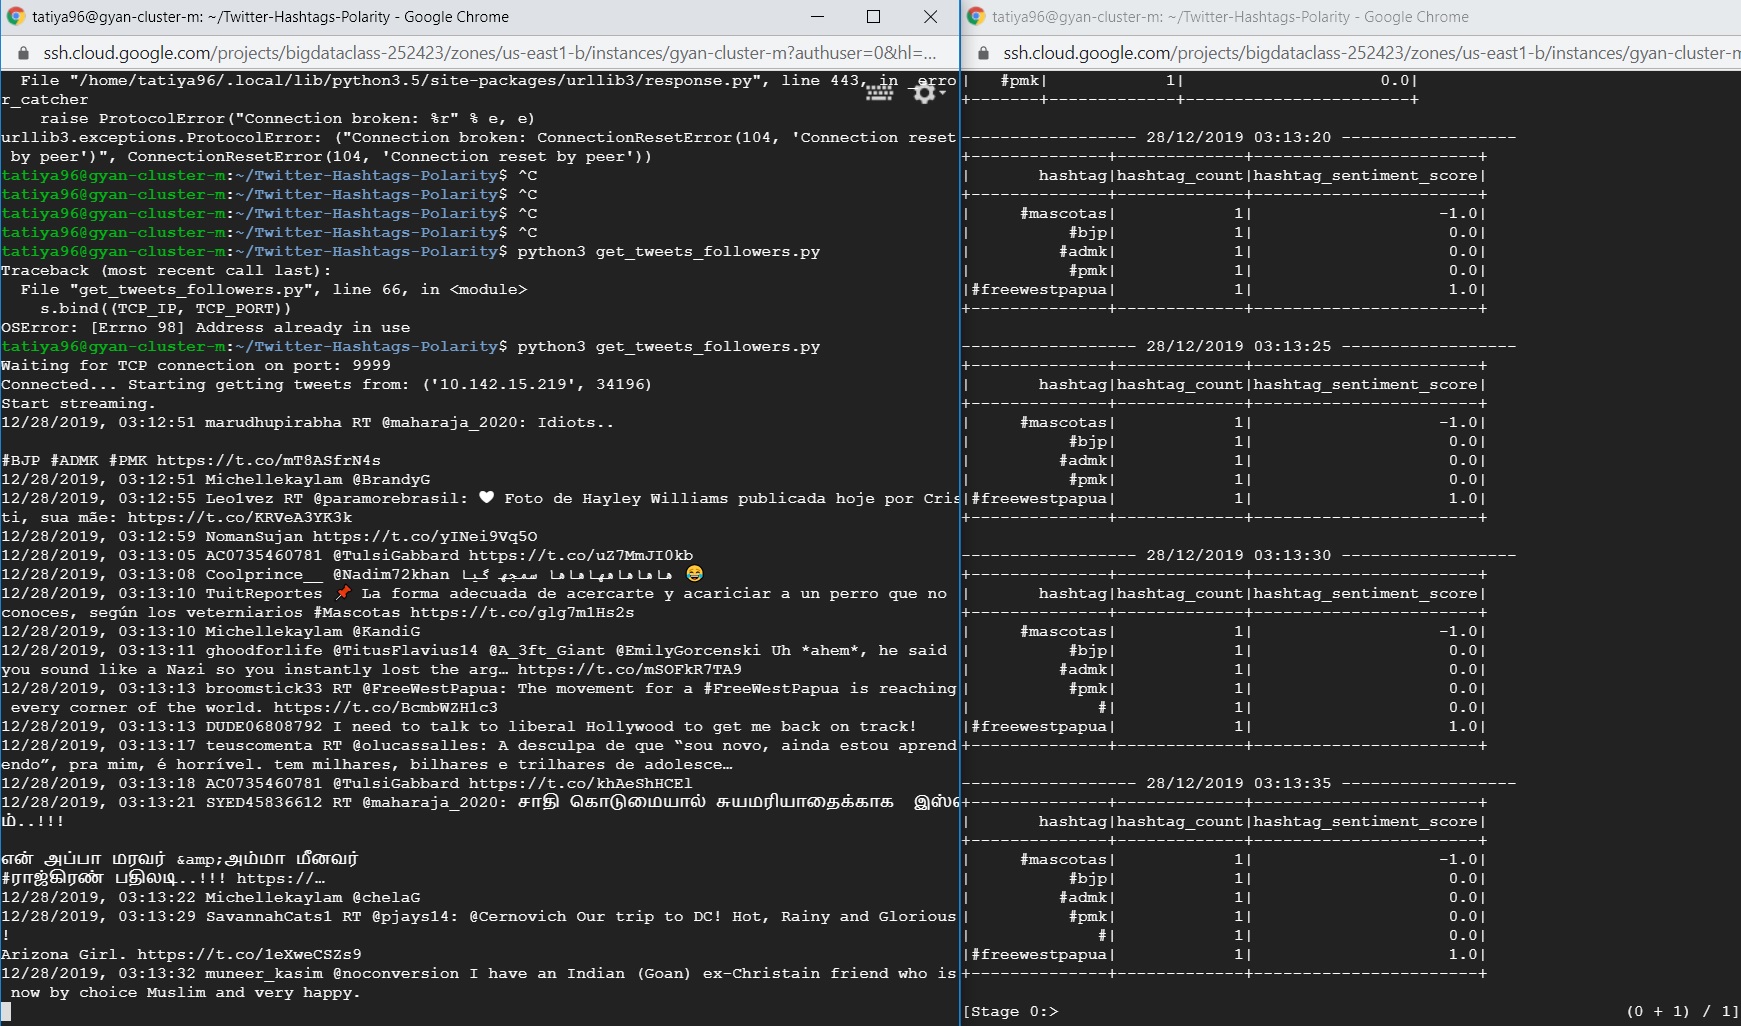 tatiya96@gyan-cluster-m: ~/Twitter-Hashtags-Polarity - Google Chrome
ssh.cloud.google.com/projects/bigdataclass-252423/zones/us-east1-b/instances/gyan-cluster-m?authuser=0&hl=...
File "/home/tatiya96/.local/lib/python3.5/site-packages/urllib3/response.py", line 443, in _erro
r_catcher
raise ProtocolError("Connection broken: %r" % e, e)
urllib3.exceptions.ProtocolError: ("Connection broken: ConnectionResetError(104, 'Connection reset
by peer')", ConnectionResetError(104, 'Connection reset by peer'))
tatiya96@gyan-cluster-m:~/Twitter-Hashtags-Polarity$ ^C
tatiya96@gyan-cluster-m:~/Twitter-Hashtags-Polarity$ ^C
tatiya96@gyan-cluster-m:~/Twitter-Hashtags-Polarity$ ^C
tatiya96@gyan-cluster-m:~/Twitter-Hashtags-Polarity$ ^C
tatiya96@gyan-cluster-m:~/Twitter-Hashtags-Polarity$ python3 get_tweets_followers.py
Traceback (most recent call last):
File "get_tweets_followers.py", line 66, in <module>
s.bind((TCP_IP, TCP_PORT))
OSError: [Errno 98] Address already in use
tatiya96@gyan-cluster-m:~/Twitter-Hashtags-Polarity$ python3 get_tweets_followers.py
Waiting for TCP connection on port: 9999
Connected... Starting getting tweets from: ('10.142.15.219', 34196)
Start streaming.
12/28/2019, 03:12:51 marudhupirabha RT @maharaja_2020: Idiots..
#BJP #ADMK #PMK https://t.co/mT8ASfrN4s
12/28/2019, 03:12:51 Michellekaylam @BrandyG
12/28/2019, 03:12:55 Leo1vez RT @paramorebrasil: 🤍 Foto de Hayley Williams publicada hoje por Cris
ti, sua mãe: https://t.co/KRVeA3YK3k
12/28/2019, 03:12:59 NomanSujan https://t.co/yINei9Vq5O
12/28/2019, 03:13:05 AC0735460781 @TulsiGabbard https://t.co/uZ7MmJI0kb
12/28/2019, 03:13:08 Coolprince__ @Nadim72khan هاهاهاههاهاها سمجھ گیا 😂
12/28/2019, 03:13:10 TuitReportes 📌 La forma adecuada de acercarte y acariciar a un perro que no
conoces, según los veterniarios #Mascotas https://t.co/glg7m1Hs2s
12/28/2019, 03:13:10 Michellekaylam @KandiG
12/28/2019, 03:13:11 ghoodforlife @TitusFlavius14 @A_3ft_Giant @EmilyGorcenski Uh *ahem*, he said
you sound like a Nazi so you instantly lost the arg… https://t.co/mSOFkR7TA9
12/28/2019, 03:13:13 broomstick33 RT @FreeWestPapua: The movement for a #FreeWestPapua is reaching
every corner of the world. https://t.co/BcmbWZH1c3
12/28/2019, 03:13:13 DUDE06808792 I need to talk to liberal Hollywood to get me back on track!
12/28/2019, 03:13:17 teuscomenta RT @olucassalles: A desculpa de que “sou novo, ainda estou aprend
endo”, pra mim, é horrível. tem milhares, bilhares e trilhares de adolesce…
12/28/2019, 03:13:18 AC0735460781 @TulsiGabbard https://t.co/khAeShHCEl
12/28/2019, 03:13:21 SYED45836612 RT @maharaja_2020: சாதி கொடுமையால் சுயமரியாதைக்காக இஸ்
ம்..!!!
என் அப்பா மரவர் &amp;அம்மா மீனவர்
#ராஜ்கிரண் பதிலடி..!!! https://…
12/28/2019, 03:13:22 Michellekaylam @chelaG
12/28/2019, 03:13:29 SavannahCats1 RT @pjays14: @Cernovich Our trip to DC! Hot, Rainy and Glorious
!
Arizona Girl. https://t.co/1eXweCSZs9
12/28/2019, 03:13:32 muneer_kasim @noconversion I have an Indian (Goan) ex-Christain friend who is
now by choice Muslim and very happy.
tatiya96@gyan-cluster-m: ~/Twitter-Hashtags-Polarity - Google Chrome
ssh.cloud.google.com/projects/bigdataclass-252423/zones/us-east1-b/instances/gyan-cluster-m
| #pmk| 1| 0.0|
+-------+-------------+-----------------------+
------------------ 28/12/2019 03:13:20 ------------------
+--------------+-------------+-----------------------+
| hashtag|hashtag_count|hashtag_sentiment_score|
+--------------+-------------+-----------------------+
| #mascotas| 1| -1.0|
| #bjp| 1| 0.0|
| #admk| 1| 0.0|
| #pmk| 1| 0.0|
|#freewestpapua| 1| 1.0|
+--------------+-------------+-----------------------+
------------------ 28/12/2019 03:13:25 ------------------
+--------------+-------------+-----------------------+
| hashtag|hashtag_count|hashtag_sentiment_score|
+--------------+-------------+-----------------------+
| #mascotas| 1| -1.0|
| #bjp| 1| 0.0|
| #admk| 1| 0.0|
| #pmk| 1| 0.0|
|#freewestpapua| 1| 1.0|
+--------------+-------------+-----------------------+
------------------ 28/12/2019 03:13:30 ------------------
+--------------+-------------+-----------------------+
| hashtag|hashtag_count|hashtag_sentiment_score|
+--------------+-------------+-----------------------+
| #mascotas| 1| -1.0|
| #bjp| 1| 0.0|
| #admk| 1| 0.0|
| #pmk| 1| 0.0|
| #| 1| 0.0|
|#freewestpapua| 1| 1.0|
+--------------+-------------+-----------------------+
------------------ 28/12/2019 03:13:35 ------------------
+--------------+-------------+-----------------------+
| hashtag|hashtag_count|hashtag_sentiment_score|
+--------------+-------------+-----------------------+
| #mascotas| 1| -1.0|
| #bjp| 1| 0.0|
| #admk| 1| 0.0|
| #pmk| 1| 0.0|
| #| 1| 0.0|
|#freewestpapua| 1| 1.0|
+--------------+-------------+-----------------------+
[Stage 0:> (0 + 1) / 1]